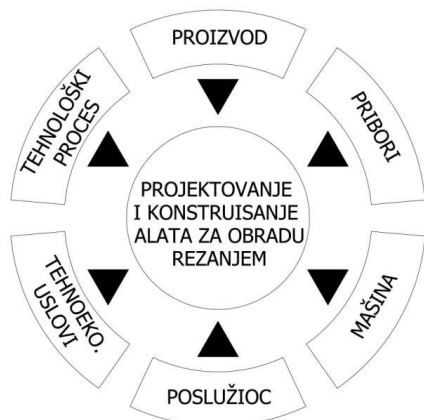 PROIZVOD
PRIBORI
MAŠINA
POSLUŽIOC
TEHNOEKO.
USLOVI
TEHNOLOŠKI
PROCES
PROJEKTOVANJE
I KONSTRUISANJE
ALATA ZA OBRADU
REZANJEM